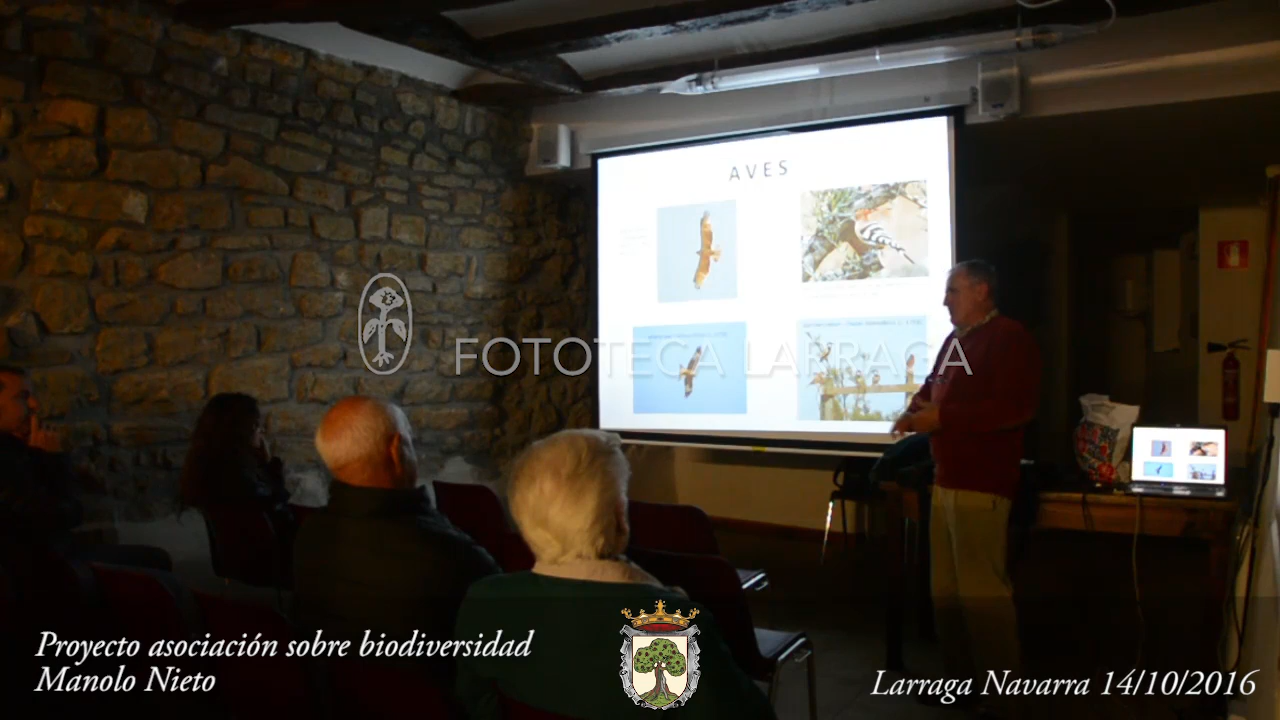 AVES
FOTOTECA LARRAGA
Proyecto asociación sobre biodiversidad
Manolo Nieto
Larraga Navarra 14/10/2016